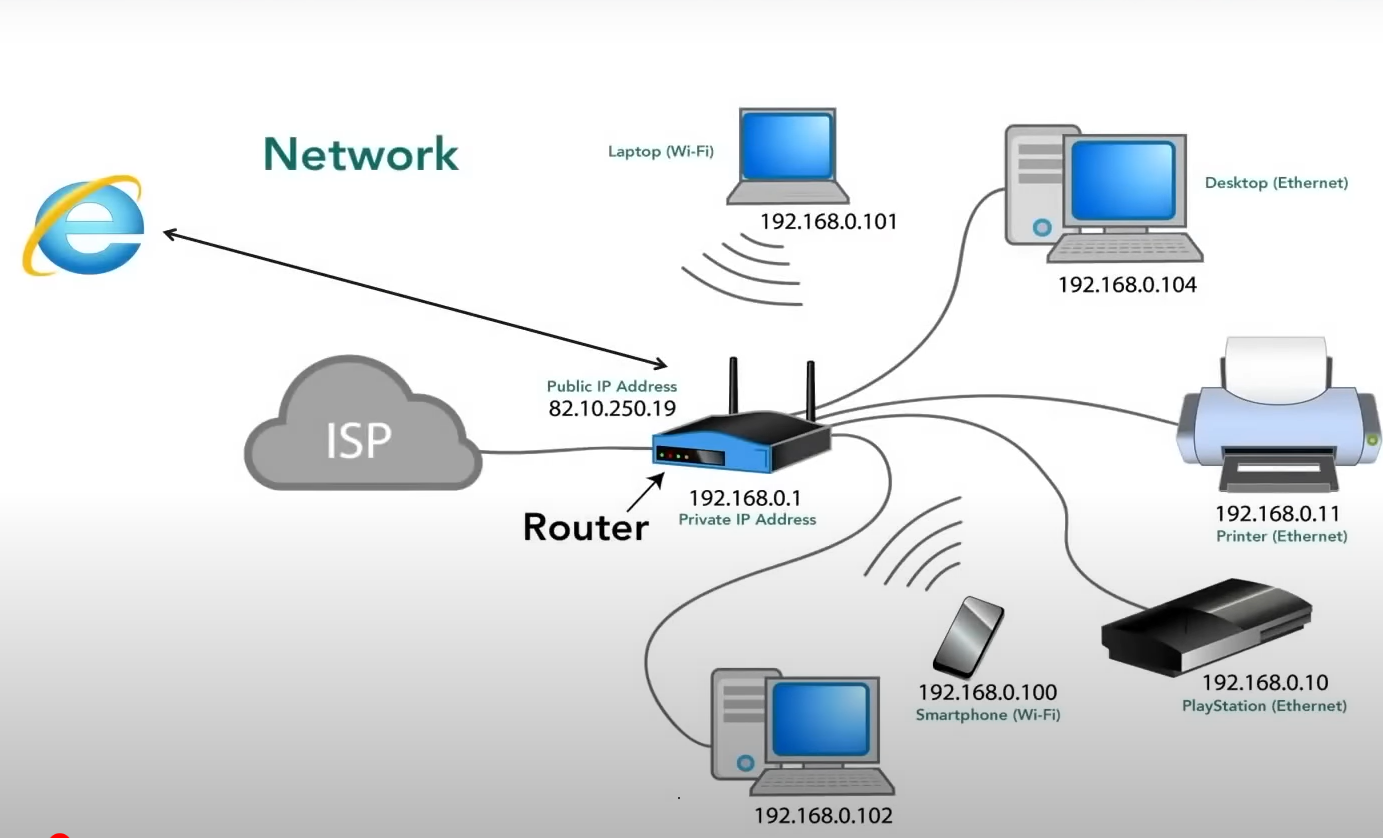 Network
Laptop (Wi-Fi)
192.168.0.101
Desktop (Ethernet)
192.168.0.104
Public IP Address
82.10.250.19
ISP
192.168.0.1
Private IP Address
Router
192.168.0.11
Printer (Ethernet)
192.168.0.100
Smartphone (Wi-Fi)
192.168.0.10
PlayStation (Ethernet)
192.168.0.102